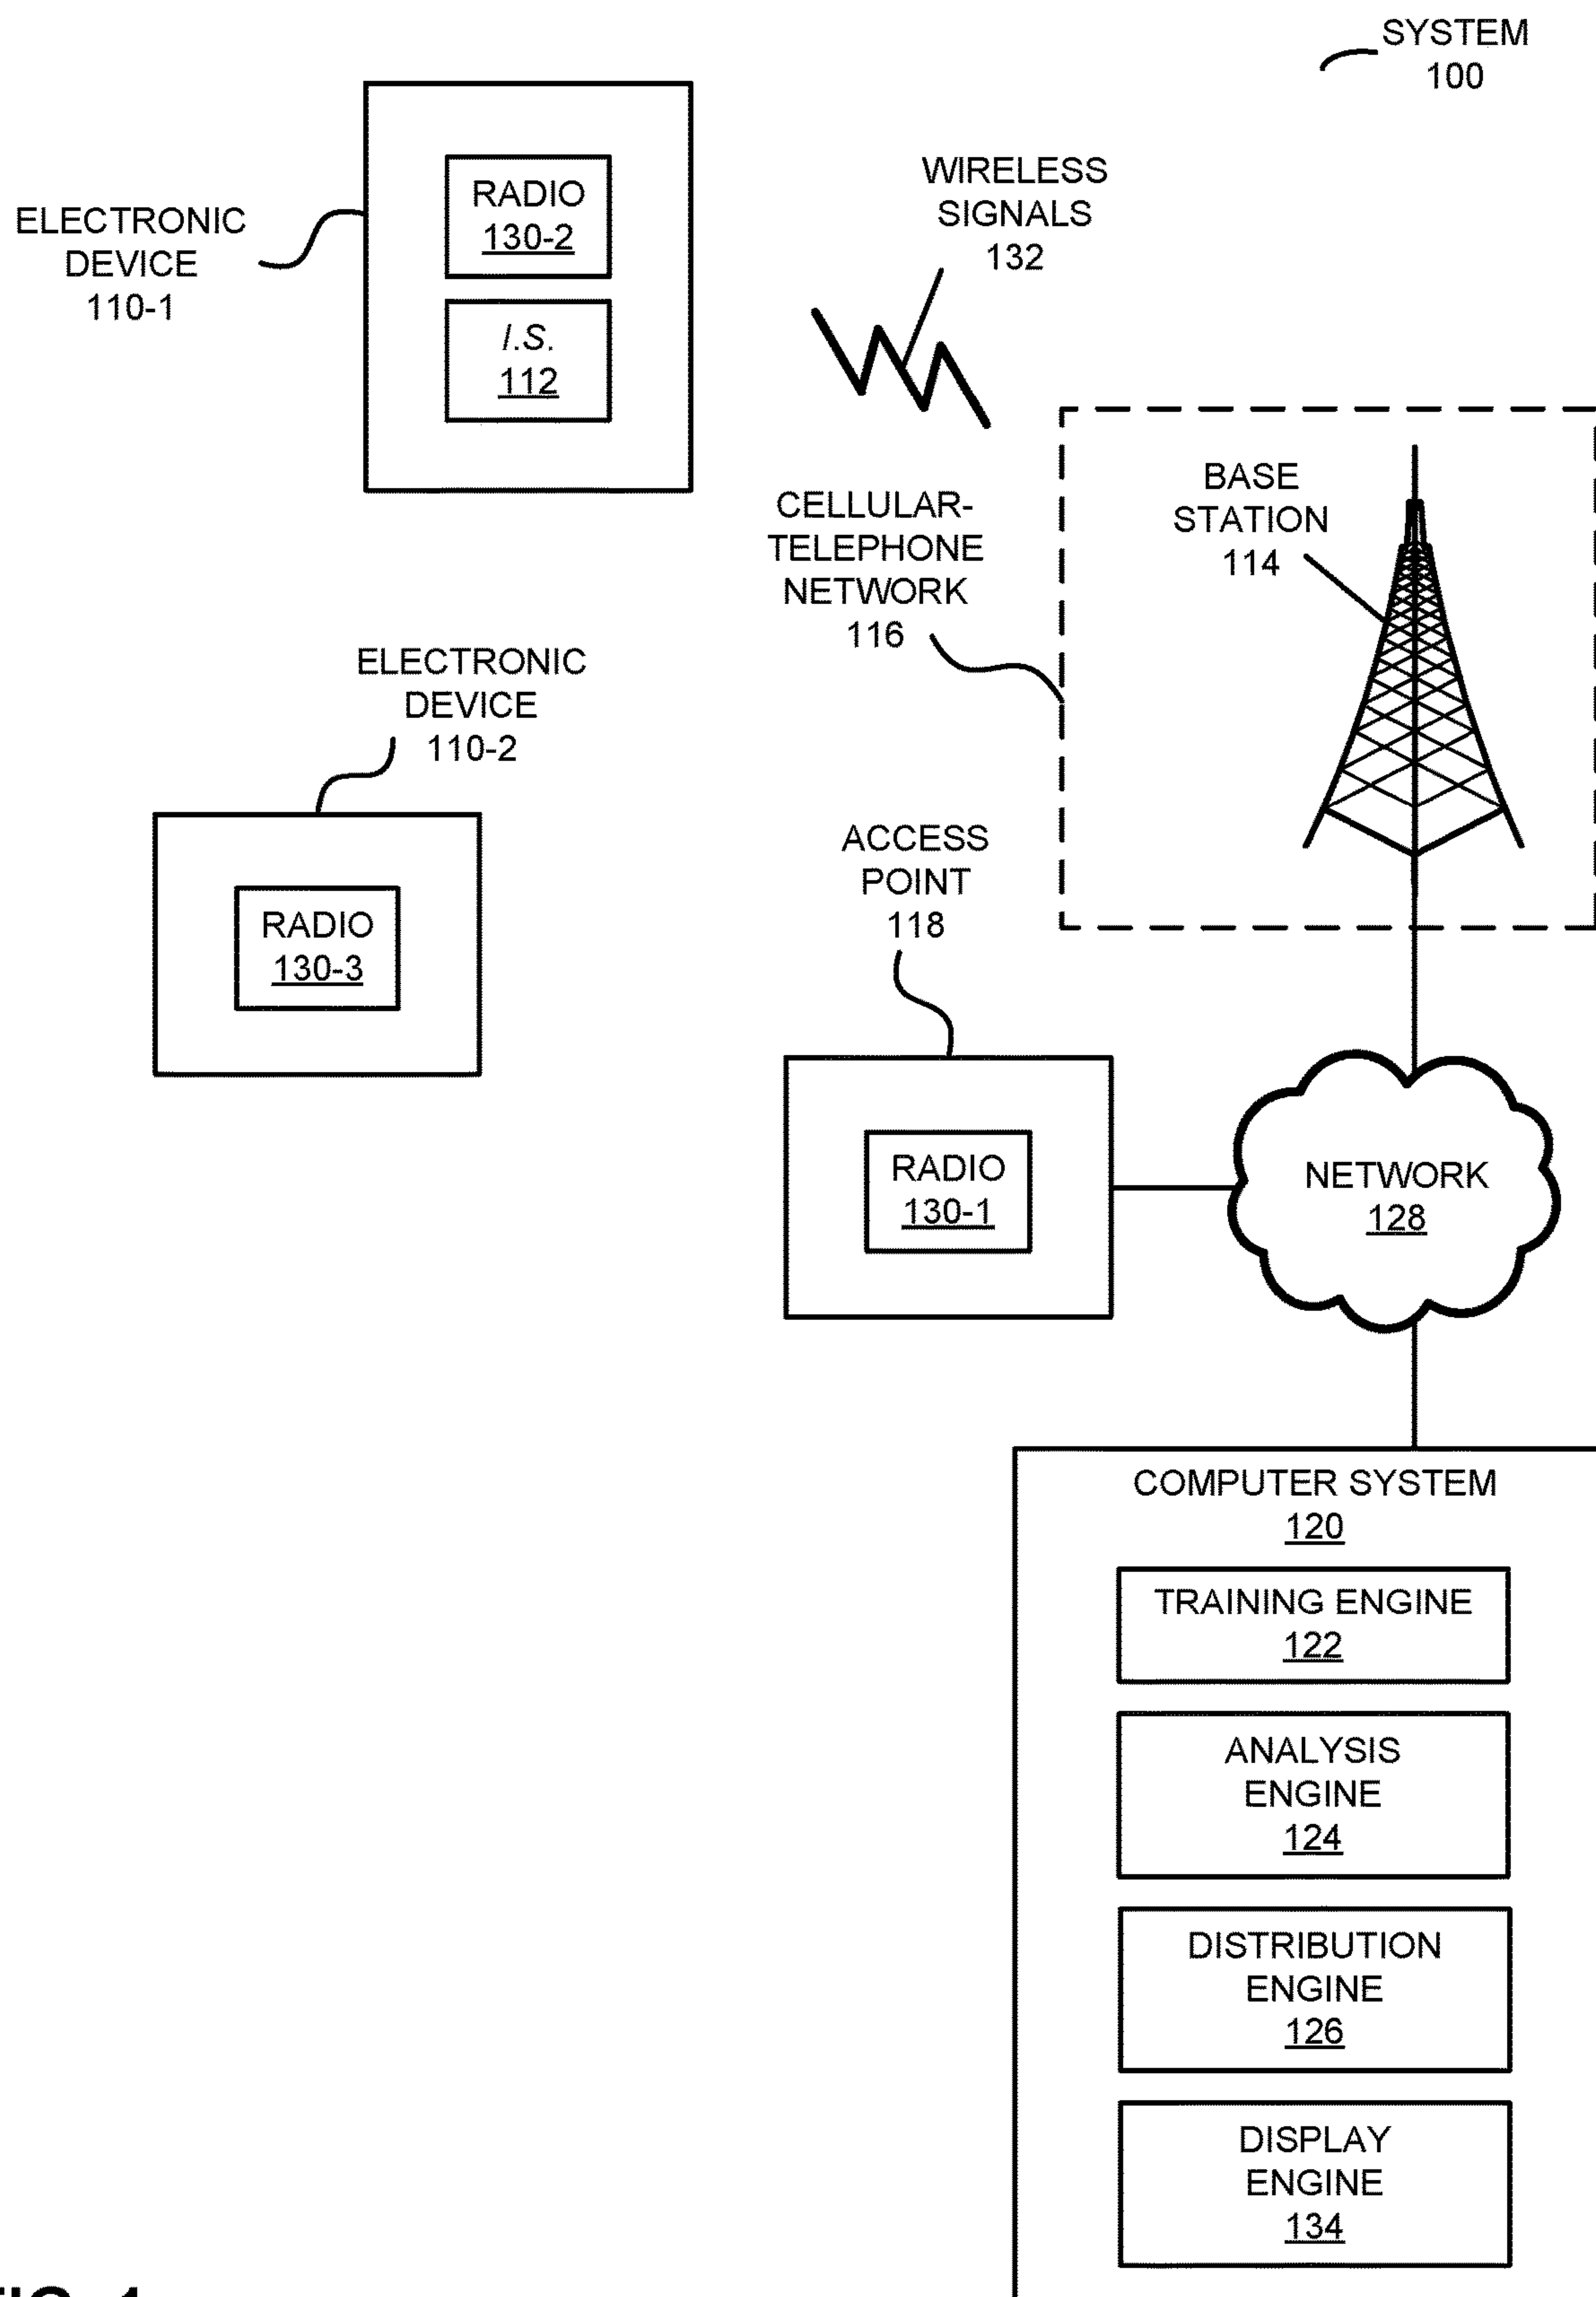 SYSTEM
100
ELECTRONIC
DEVICE
110-1
RADIO
130-2
I.S.
112
WIRELESS
SIGNALS
132
CELLULAR-
TELEPHONE
NETWORK
116
BASE
STATION
114
ELECTRONIC
DEVICE
110-2
RADIO
130-3
ACCESS
POINT
118
RADIO
130-1
NETWORK
128
COMPUTER SYSTEM
120
TRAINING ENGINE
122
ANALYSIS
ENGINE
124
DISTRIBUTION
ENGINE
126
DISPLAY
ENGINE
134